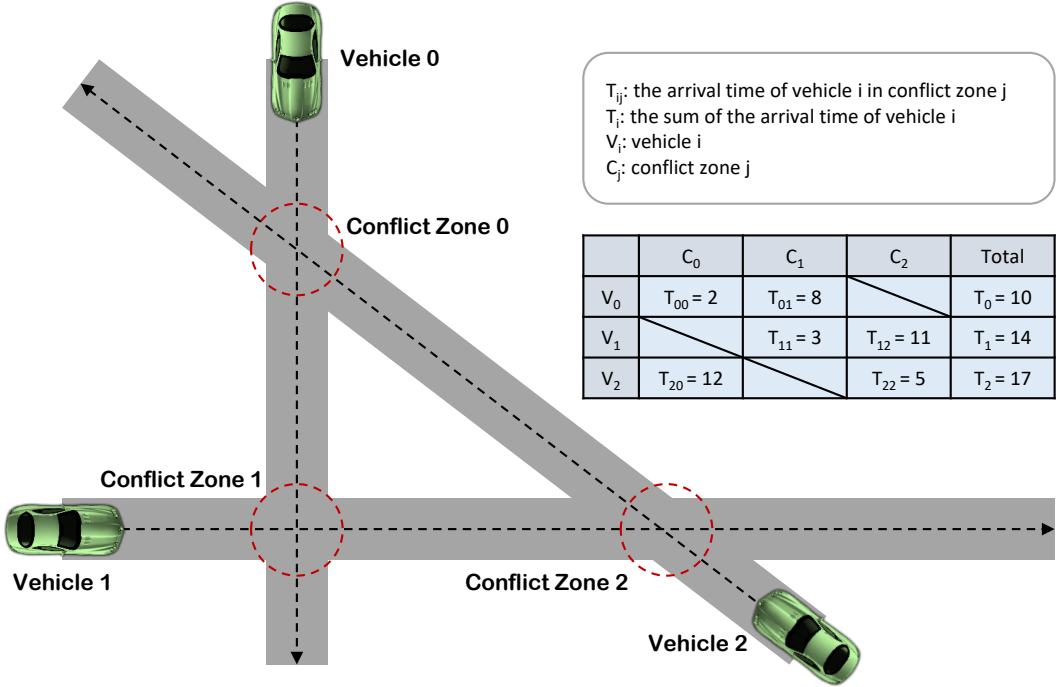 Vehicle 0
T_ij: the arrival time of vehicle i in conflict zone j
T_i: the sum of the arrival time of vehicle i
V_i: vehicle i
C_j: conflict zone j
Conflict Zone 0
C_0 C_1 C_2 Total
V_0 T_00 = 2 T_01 = 8 T_0 = 10
V_1 T_11 = 3 T_12 = 11 T_1 = 14
V_2 T_20 = 12 T_22 = 5 T_2 = 17
Conflict Zone 1
Vehicle 1
Conflict Zone 2
Vehicle 2